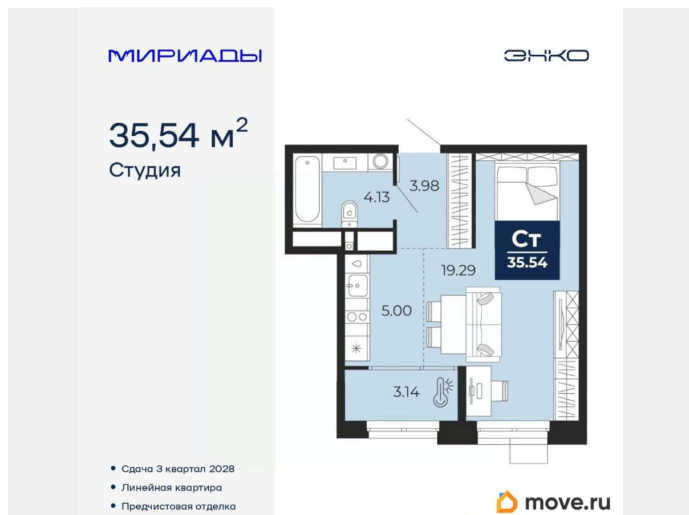 МИРИАДЫ
ЭНКО
35,54 м²
Студия
4.13
3.98
Ст
35.54
19.29
5.00
3.14
• Сдача 3 квартал 2028
• Линейная квартира
• Предчистовая отделка
move.ru